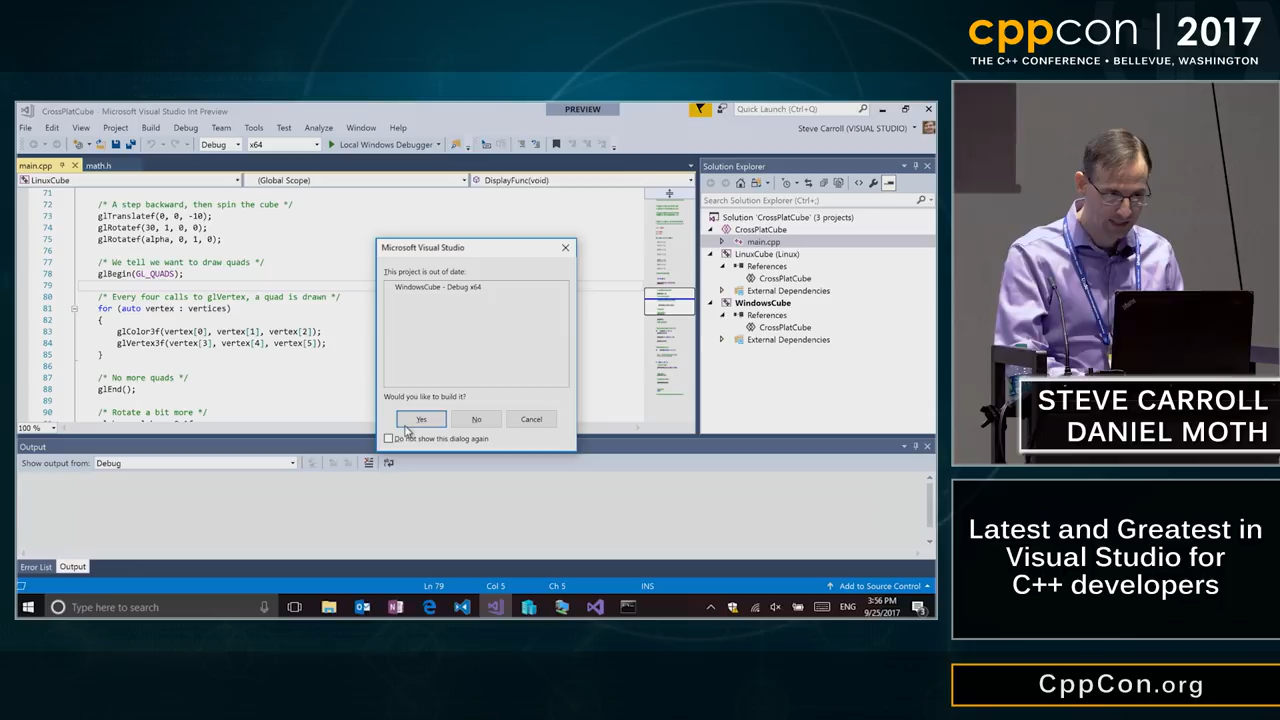 cppcon | 2017
THE C++ CONFERENCE • BELLEVUE, WASHINGTON
CrossPlatCube - Microsoft Visual Studio Int Preview
PREVIEW
Quick Launch (Ctrl+Q)
File Edit View Project Build Debug Team Tools Test Analyze Window Help
Steve Carroll (VISUAL STUDIO)
Debug x64 Local Windows Debugger
main.cpp math.h
LinuxCube (Global Scope) DisplayFunc(void)
71
72 /* A step backward, then spin the cube */
73 glTranslatef(0, 0, -10);
74 glRotatef(30, 1, 0, 0);
75 glRotatef(alpha, 0, 1, 0);
76
77 /* We tell we want to draw quads */
78 glBegin(GL_QUADS);
79
80 /* Every four calls to glVertex, a quad is drawn */
81 for (auto vertex : vertices)
82 {
83 glColor3f(vertex[0], vertex[1], vertex[2]);
84 glVertex3f(vertex[3], vertex[4], vertex[5]);
85 }
86
87 /* No more quads */
88 glEnd();
89
90 /* Rotate a bit more */
100 %
Microsoft Visual Studio
This project is out of date:
WindowsCube - Debug x64
Would you like to build it?
Yes No Cancel
Do not show this dialog again
Solution Explorer
Search Solution Explorer (Ctrl+;)
Solution 'CrossPlatCube' (3 projects)
CrossPlatCube
main.cpp
LinuxCube (Linux)
References
CrossPlatCube
External Dependencies
WindowsCube
References
CrossPlatCube
External Dependencies
Output
Show output from: Debug
Error List Output
Ln 79 Col 5 Ch 5 INS Add to Source Control
Type here to search
ENG
3:56 PM
9/25/2017
3
STEVE CARROLL
DANIEL MOTH
Latest and Greatest in
Visual Studio for
C++ developers
CppCon.org